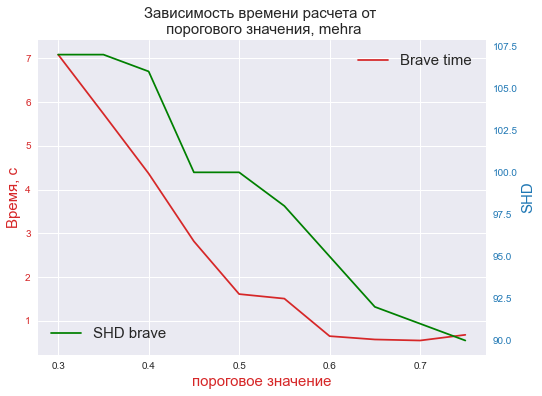 Зависимость времени расчета от
порогового значения, mehra
Brave time
SHD brave
Время, с
7
6
5
4
3
2
1
SHD
107.5
105.0
102.5
100.0
97.5
95.0
92.5
90.0
0.3 0.4 0.5 0.6 0.7
пороговое значение